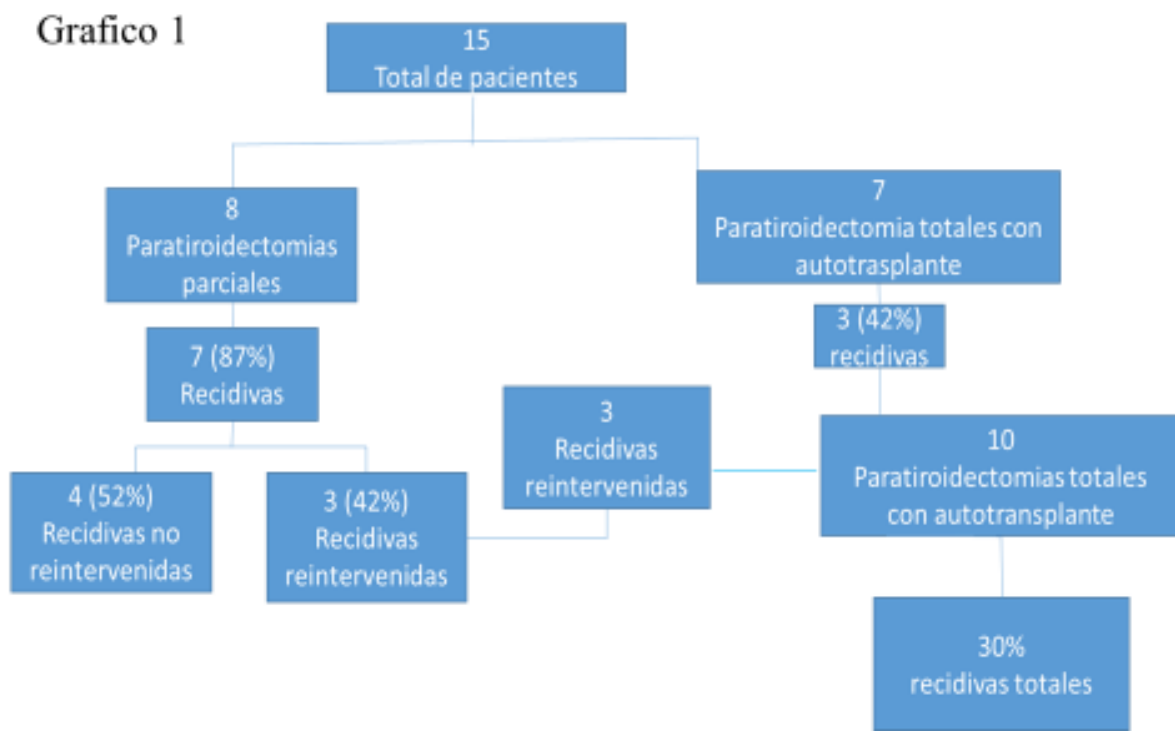 Grafico 1
15
Total de pacientes
8
Paratiroidectomias
parciales
7
Paratiroidectomia totales con
autotrasplante
7 (87%)
Recidivas
3 (42%)
recidivas
4 (52%)
Recidivas no
reintervenidas
3 (42%)
Recidivas
reintervenidas
3
Recidivas
reintervenidas
10
Paratiroidectomias totales
con autotransplante
30%
recidivas totales